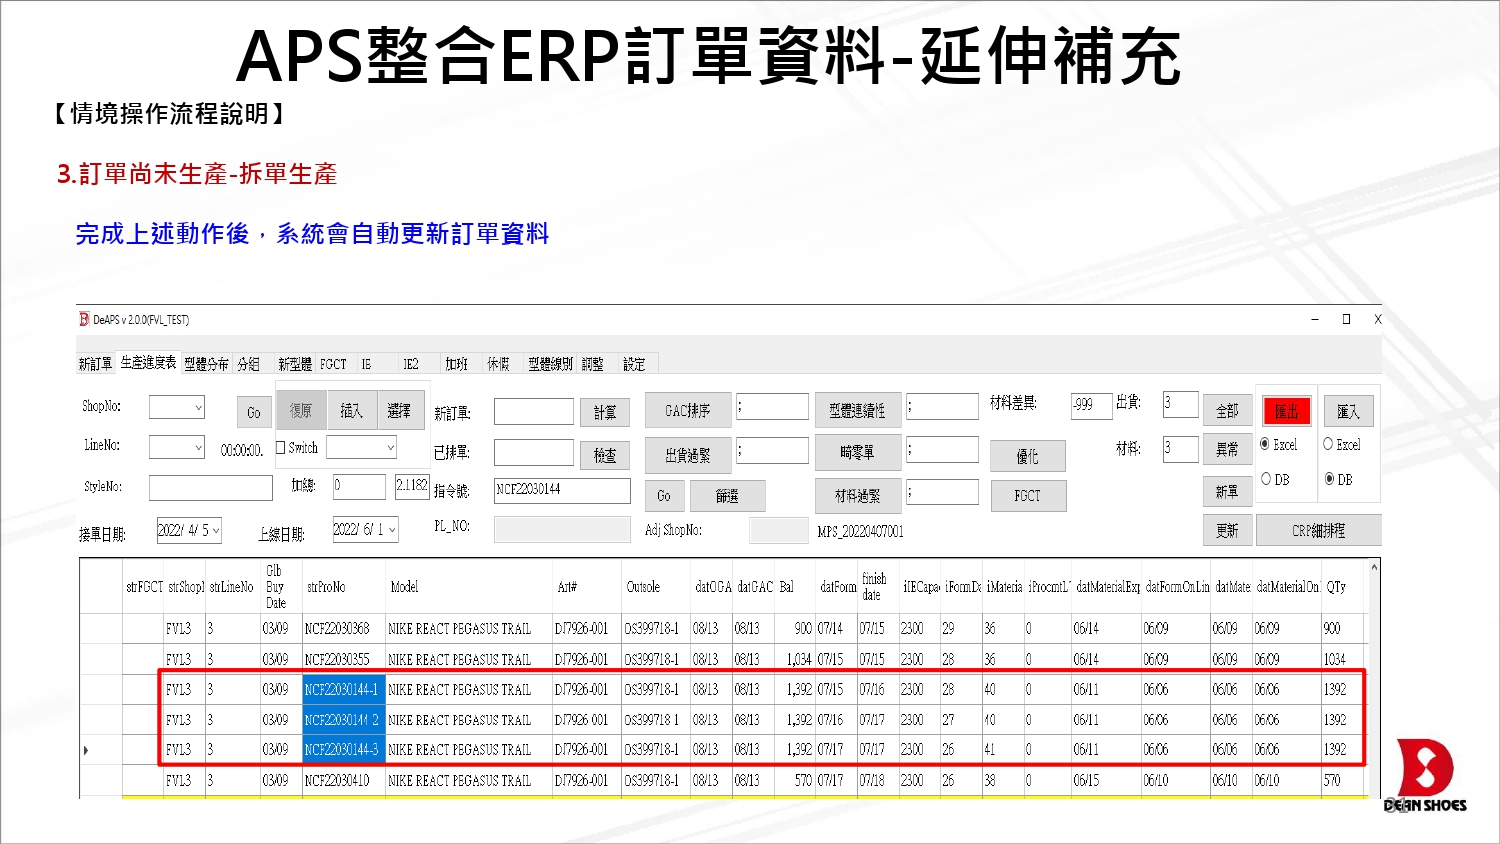 APS整合ERP訂單資料-延伸補充
【情境操作流程說明】
3.訂單尚未生產-拆單生產
完成上述動作後，系統會自動更新訂單資料
DeAPS v 2.0.0(FVL_TEST)
新訂單 生產進度表 型體分布 分組 新型體 FGCT IE IE2 加班 休假 型體線別 調整 設定
ShopNo: Go 復原 插入 選擇 新訂單: 計算 GAC排序 ; 型體連續性 ; 材料差異: -999 出貨: 3 全部 匯出 匯入
LineNo: 00:00:00. Switch 已排單: 檢查 出貨過緊 ; 畸零單 ; 優化 材料: 3 異常 Excel Excel
StyleNo: 加總: 0 2.1182 指令號: NCF22030144 Go 篩選 材料過緊 ; FGCT 新單 DB DB
接單日期: 2022/ 4/ 5 上線日期: 2022/ 6/ 1 PL_NO: Adj ShopNo: MPS_20220407001 更新 CRP細排程
strFGCT strShopl strLineNo Glb Buy Date strProNo Model Art# Outsole datOGA datGAC Bal datForm finish date iIECapa iFormDa iMateria iProcmtL datMaterialExp datFormOnLin datMate datMaterialOn QTy
FVL3 3 03/09 NCF22030368 NIKE REACT PEGASUS TRAIL DJ7926-001 OS399718-1 08/13 08/13 900 07/14 07/15 2300 29 36 0 06/14 06/09 06/09 06/09 900
FVL3 3 03/09 NCF22030355 NIKE REACT PEGASUS TRAIL DJ7926-001 OS399718-1 08/13 08/13 1,034 07/15 07/15 2300 28 36 0 06/14 06/09 06/09 06/09 1034
FVL3 3 03/09 NCF22030144-1 NIKE REACT PEGASUS TRAIL DJ7926-001 OS399718-1 08/13 08/13 1,392 07/15 07/16 2300 28 40 0 06/11 06/06 06/06 06/06 1392
FVL3 3 03/09 NCF22030144-2 NIKE REACT PEGASUS TRAIL DJ7926-001 OS399718-1 08/13 08/13 1,392 07/16 07/17 2300 27 40 0 06/11 06/06 06/06 06/06 1392
FVL3 3 03/09 NCF22030144-3 NIKE REACT PEGASUS TRAIL DJ7926-001 OS399718-1 08/13 08/13 1,392 07/17 07/17 2300 26 41 0 06/11 06/06 06/06 06/06 1392
FVL3 3 03/09 NCF22030410 NIKE REACT PEGASUS TRAIL DJ7926-001 OS399718-1 08/13 08/13 570 07/17 07/18 2300 26 38 0 06/15 06/10 06/10 06/10 570
DEAN SHOES
31